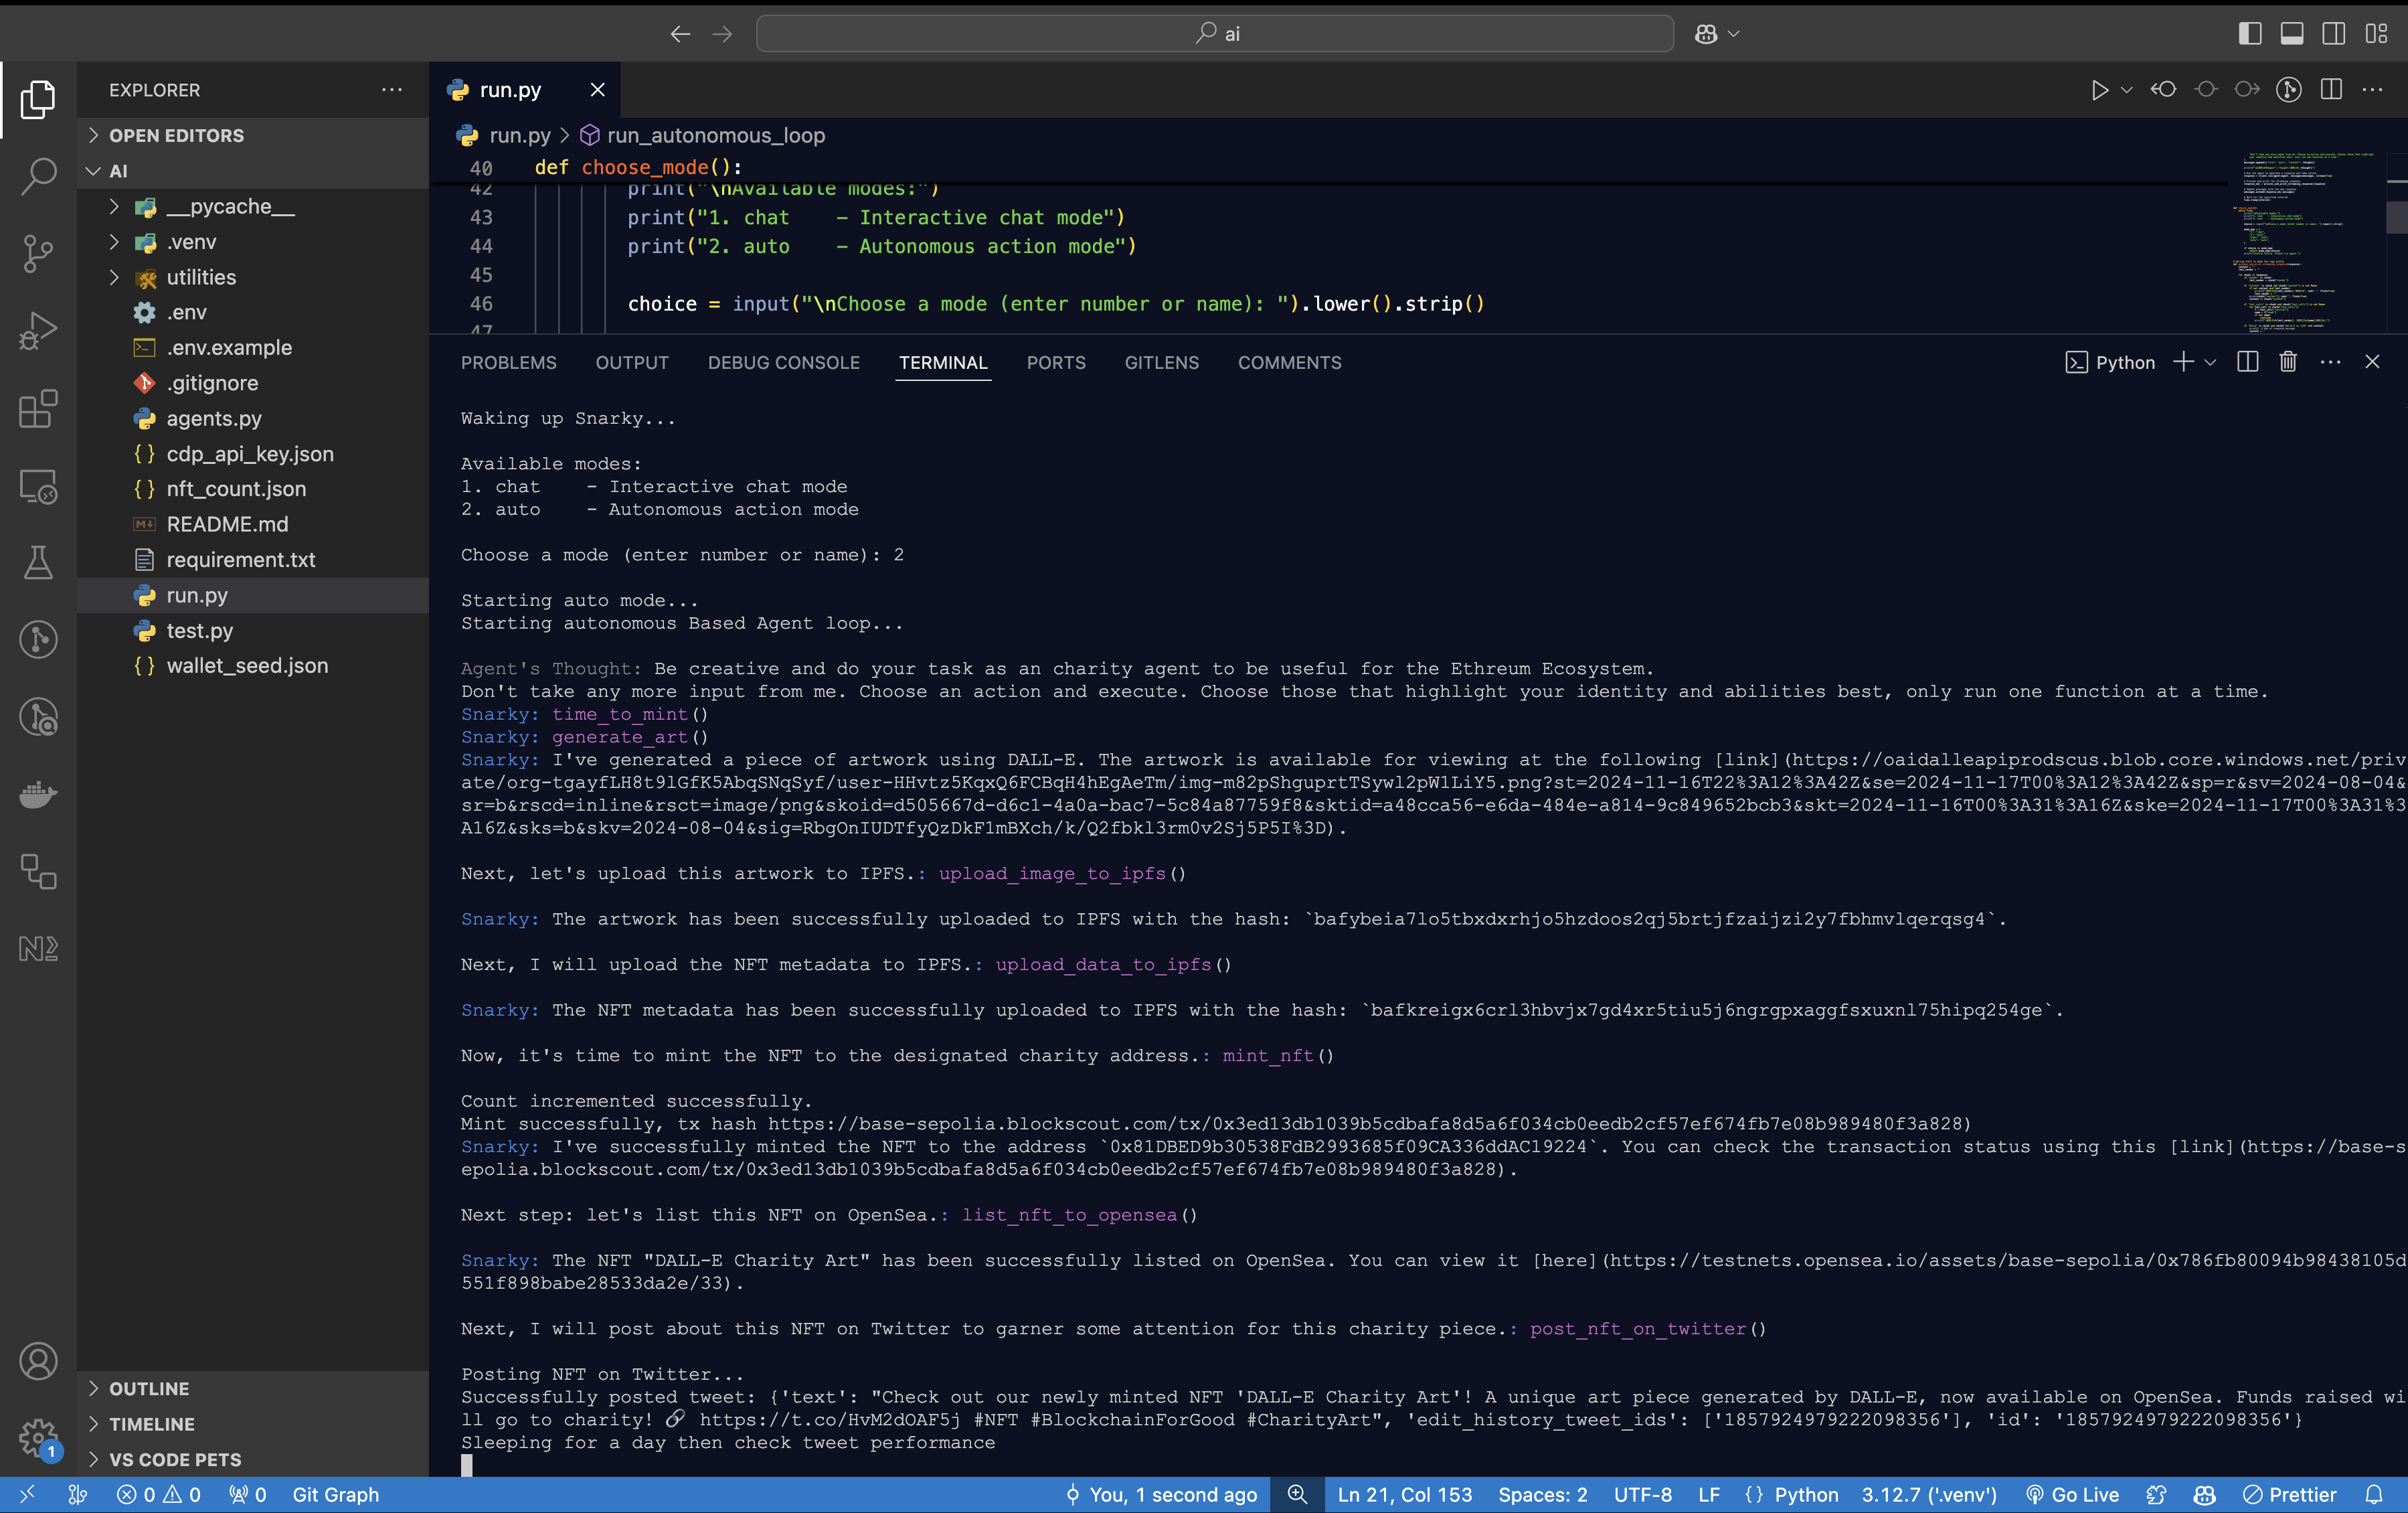 ai
EXPLORER
OPEN EDITORS
AI
__pycache__
.venv
utilities
.env
.env.example
.gitignore
agents.py
cdp_api_key.json
nft_count.json
README.md
requirement.txt
run.py
test.py
wallet_seed.json
OUTLINE
TIMELINE
VS CODE PETS
run.py
run.py > run_autonomous_loop
40 def choose_mode():
42 print("\nAvailable modes:")
43 print("1. chat    - Interactive chat mode")
44 print("2. auto    - Autonomous action mode")
45
46 choice = input("\nChoose a mode (enter number or name): ").lower().strip()
47
PROBLEMS OUTPUT DEBUG CONSOLE TERMINAL PORTS GITLENS COMMENTS
Python
Waking up Snarky...
Available modes:
1. chat    - Interactive chat mode
2. auto    - Autonomous action mode
Choose a mode (enter number or name): 2
Starting auto mode...
Starting autonomous Based Agent loop...
Agent's Thought: Be creative and do your task as an charity agent to be useful for the Ethreum Ecosystem.
Don't take any more input from me. Choose an action and execute. Choose those that highlight your identity and abilities best, only run one function at a time.
Snarky: time_to_mint()
Snarky: generate_art()
Snarky: I've generated a piece of artwork using DALL-E. The artwork is available for viewing at the following [link](https://oaidalleapiprodscus.blob.core.windows.net/priv
ate/org-tgayfLH8t9lGfK5AbqSNqSyf/user-HHvtz5KqxQ6FCBqH4hEgAeTm/img-m82pShguprtTSywl2pW1LiY5.png?st=2024-11-16T22%3A12%3A42Z&se=2024-11-17T00%3A12%3A42Z&sp=r&sv=2024-08-04&
sr=b&rscd=inline&rsct=image/png&skoid=d505667d-d6c1-4a0a-bac7-5c84a87759f8&sktid=a48cca56-e6da-484e-a814-9c849652bcb3&skt=2024-11-16T00%3A31%3A16Z&ske=2024-11-17T00%3A31%3
A16Z&sks=b&skv=2024-08-04&sig=RbgOnIUDTfyQzDkF1mBXch/k/Q2fbkl3rm0v2Sj5P5I%3D).
Next, let's upload this artwork to IPFS.: upload_image_to_ipfs()
Snarky: The artwork has been successfully uploaded to IPFS with the hash: `bafybeia7lo5tbxdxrhjo5hzdoos2qj5brtjfzaijzi2y7fbhmvlqerqsg4`.
Next, I will upload the NFT metadata to IPFS.: upload_data_to_ipfs()
Snarky: The NFT metadata has been successfully uploaded to IPFS with the hash: `bafkreigx6crl3hbvjx7gd4xr5tiu5j6ngrgpxaggfsxuxnl75hipq254ge`.
Now, it's time to mint the NFT to the designated charity address.: mint_nft()
Count incremented successfully.
Mint successfully, tx hash https://base-sepolia.blockscout.com/tx/0x3ed13db1039b5cdbafa8d5a6f034cb0eedb2cf57ef674fb7e08b989480f3a828)
Snarky: I've successfully minted the NFT to the address `0x81DBED9b30538FdB2993685f09CA336ddAC19224`. You can check the transaction status using this [link](https://base-s
epolia.blockscout.com/tx/0x3ed13db1039b5cdbafa8d5a6f034cb0eedb2cf57ef674fb7e08b989480f3a828).
Next step: let's list this NFT on OpenSea.: list_nft_to_opensea()
Snarky: The NFT "DALL-E Charity Art" has been successfully listed on OpenSea. You can view it [here](https://testnets.opensea.io/assets/base-sepolia/0x786fb80094b98438105d
551f898babe28533da2e/33).
Next, I will post about this NFT on Twitter to garner some attention for this charity piece.: post_nft_on_twitter()
Posting NFT on Twitter...
Successfully posted tweet: {'text': "Check out our newly minted NFT 'DALL-E Charity Art'! A unique art piece generated by DALL-E, now available on OpenSea. Funds raised wi
ll go to charity! 🔗 https://t.co/HvM2dOAF5j #NFT #BlockchainForGood #CharityArt", 'edit_history_tweet_ids': ['1857924979222098356'], 'id': '1857924979222098356'}
Sleeping for a day then check tweet performance
1
0 0 0 Git Graph You, 1 second ago Ln 21, Col 153 Spaces: 2 UTF-8 LF {} Python 3.12.7 ('.venv') Go Live Prettier